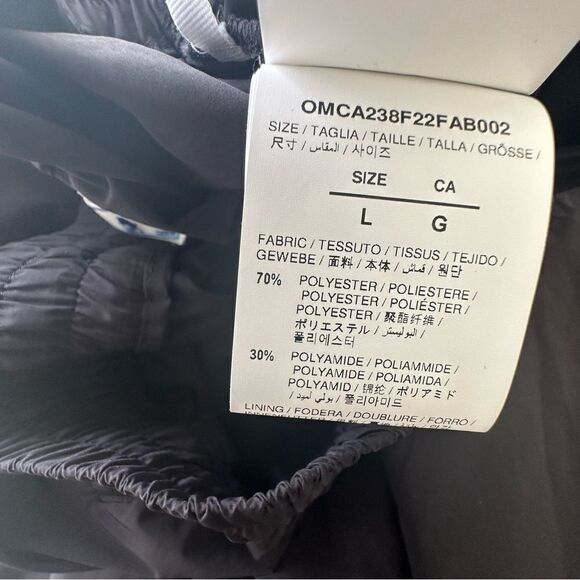 OMCA238F22FAB002
SIZE / TAGLIA / TAILLE / TALLA / GRÖSSE /
尺寸 / المقاس / 사이즈
SIZE CA
L G
FABRIC / TESSUTO / TISSUS / TEJIDO /
GEWEBE / 面料 / 本体 / قماش / 원단
70% POLYESTER / POLIESTERE /
POLYESTER / POLIÉSTER /
POLYESTER / 聚酯纤维 /
ポリエステル / البوليستر /
폴리에스터
30% POLYAMIDE / POLIAMMIDE /
POLYAMIDE / POLIAMIDA /
POLYAMID / 锦纶 / ポリアミド
/ بولي أميد / 폴리아미드
LINING / FODERA / DOUBLURE / FORRO /